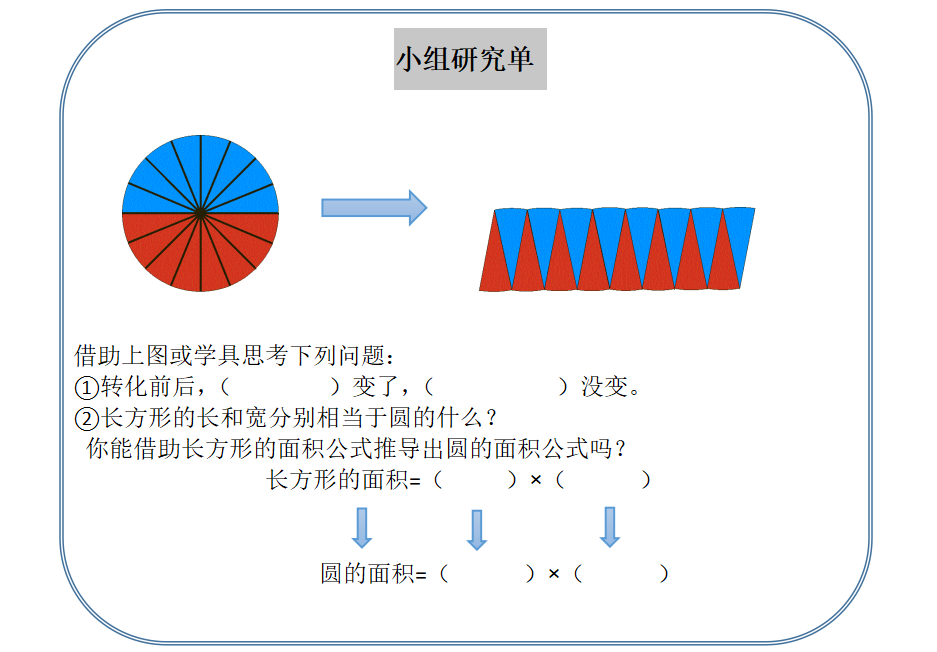 小组研究单
借助上图或学具思考下列问题：
①转化前后，（　　　　）变了，（　　　　　）没变。
②长方形的长和宽分别相当于圆的什么？
你能借助长方形的面积公式推导出圆的面积公式吗？
长方形的面积=（　　　）×（　　　）
圆的面积=（　　　）×（　　　）